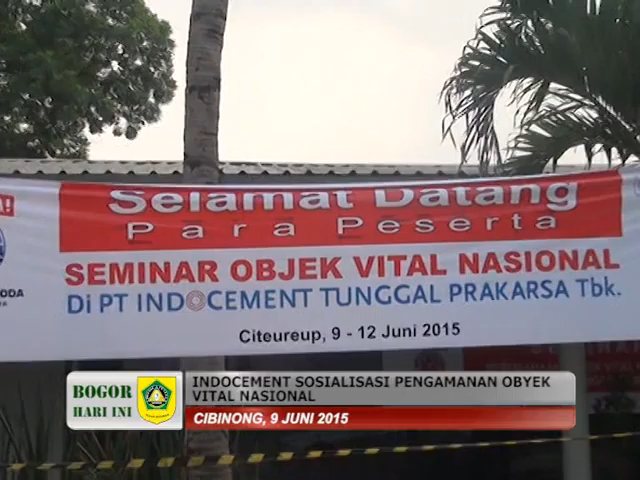 Selamat Datang
Para Peserta
SEMINAR OBJEK VITAL NASIONAL
Di PT INDOCEMENT TUNGGAL PRAKARSA Tbk.
Citeureup, 9 - 12 Juni 2015
BOGOR
HARI INI
INDOCEMENT SOSIALISASI PENGAMANAN OBYEK
VITAL NASIONAL
CIBINONG, 9 JUNI 2015